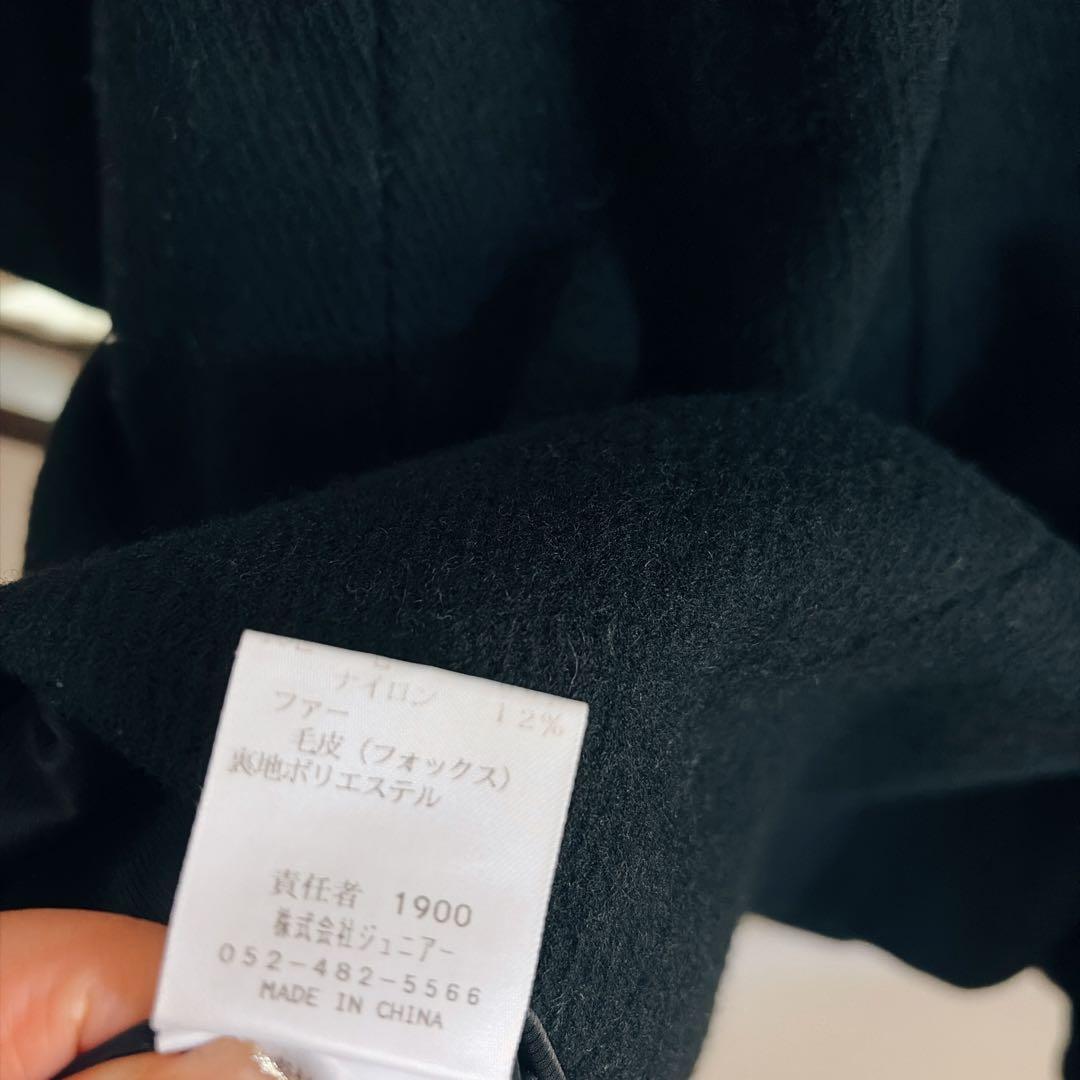 ナイロン 12%
ファー
毛皮（フォックス）
裏地ポリエステル
責任者 1900
株式会社ジュニアー
052-482-5566
MADE IN CHINA